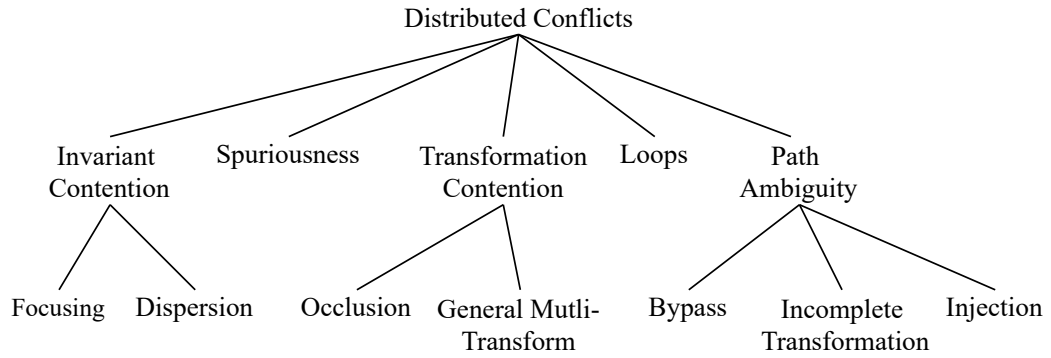 Distributed Conflicts
Invariant
Contention
Spuriousness
Transformation
Contention
Loops
Path
Ambiguity
Focusing
Dispersion
Occlusion
General Mutli-
Transform
Bypass
Incomplete
Transformation
Injection